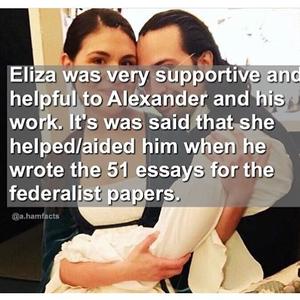 Eliza was very supportive and
helpful to Alexander and his
work. It's was said that she
helped/aided him when he
wrote the 51 essays for the
federalist papers.
@a.hamfacts